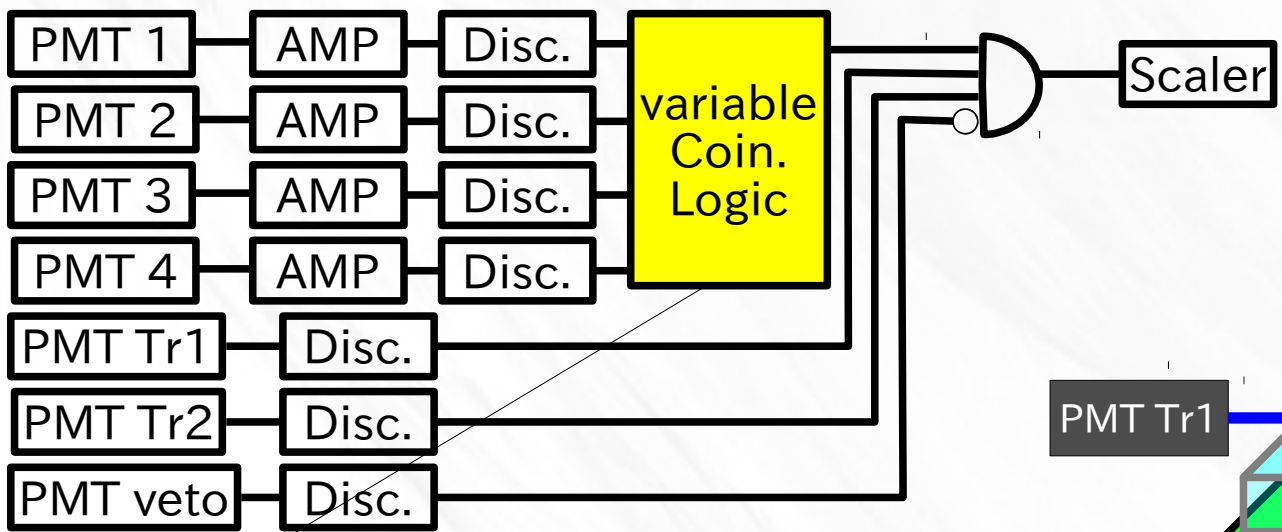 PMT 1 AMP Disc.
PMT 2 AMP Disc.
PMT 3 AMP Disc.
PMT 4 AMP Disc.
variable
Coin.
Logic
Scaler
PMT Tr1 Disc.
PMT Tr2 Disc.
PMT veto Disc.
PMT Tr1